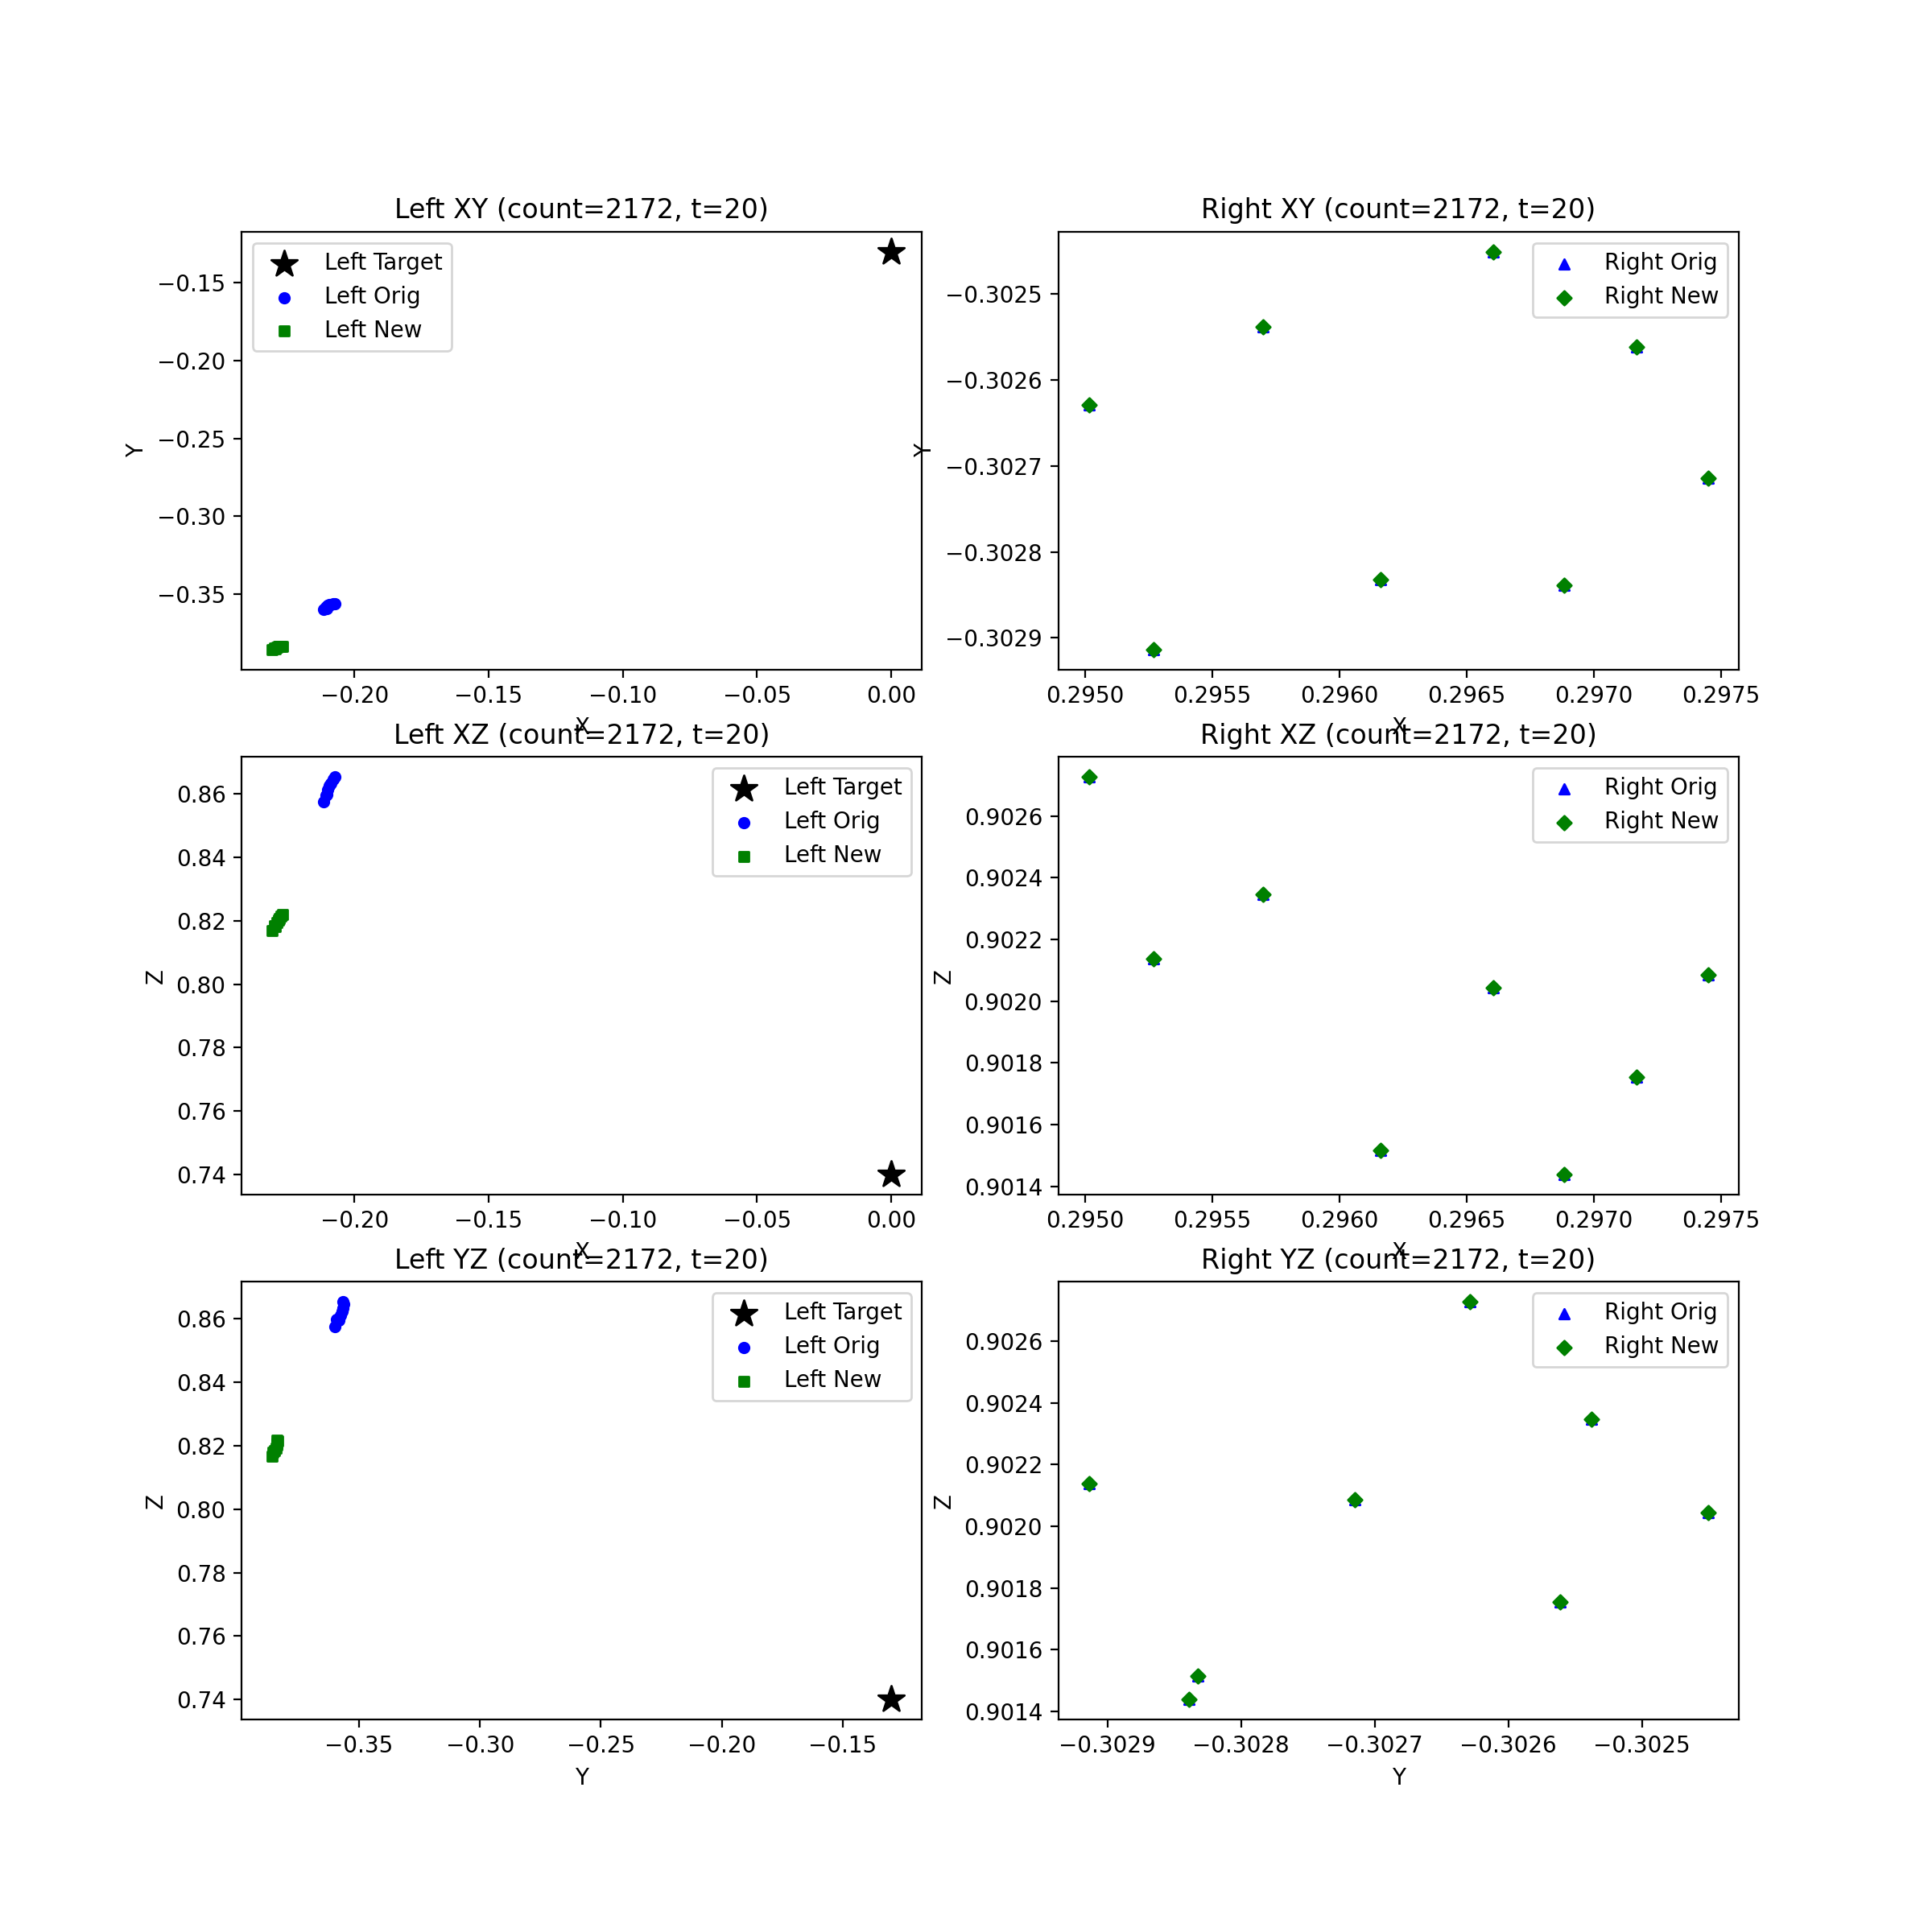 Left XY (count=2172, t=20)
Left Target
Left Orig
Left New
Y
−0.15
−0.20
−0.25
−0.30
−0.35
−0.20
−0.15
−0.10
−0.05
0.00
X
Right XY (count=2172, t=20)
Right Orig
Right New
Y
−0.3025
−0.3026
−0.3027
−0.3028
−0.3029
0.2950
0.2955
0.2960
0.2965
0.2970
0.2975
X
Left XZ (count=2172, t=20)
Left Target
Left Orig
Left New
Z
0.86
0.84
0.82
0.80
0.78
0.76
0.74
−0.20
−0.15
−0.10
−0.05
0.00
X
Right XZ (count=2172, t=20)
Right Orig
Right New
Z
0.9026
0.9024
0.9022
0.9020
0.9018
0.9016
0.9014
0.2950
0.2955
0.2960
0.2965
0.2970
0.2975
X
Left YZ (count=2172, t=20)
Left Target
Left Orig
Left New
Z
0.86
0.84
0.82
0.80
0.78
0.76
0.74
−0.35
−0.30
−0.25
−0.20
−0.15
Y
Right YZ (count=2172, t=20)
Right Orig
Right New
Z
0.9026
0.9024
0.9022
0.9020
0.9018
0.9016
0.9014
−0.3029
−0.3028
−0.3027
−0.3026
−0.3025
Y